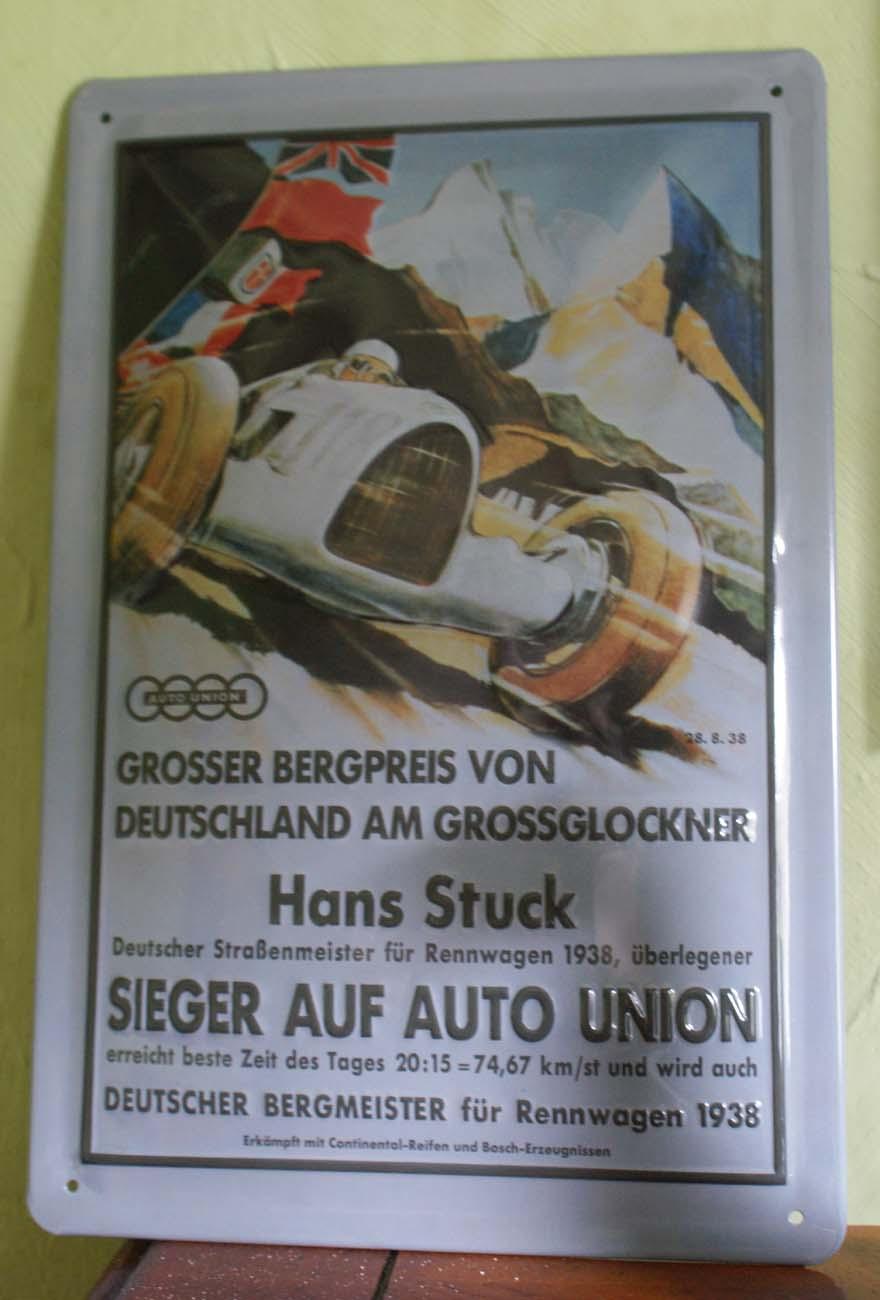 AUTO UNION
28.8.38
GROSSER BERGPREIS VON
DEUTSCHLAND AM GROSSGLOCKNER
Hans Stuck
Deutscher Straßenmeister für Rennwagen 1938, überlegener
SIEGER AUF AUTO UNION
erreicht beste Zeit des Tages 20:15 = 74,67 km/st und wird auch
DEUTSCHER BERGMEISTER für Rennwagen 1938
Erkämpft mit Continental-Reifen und Bosch-Erzeugnissen